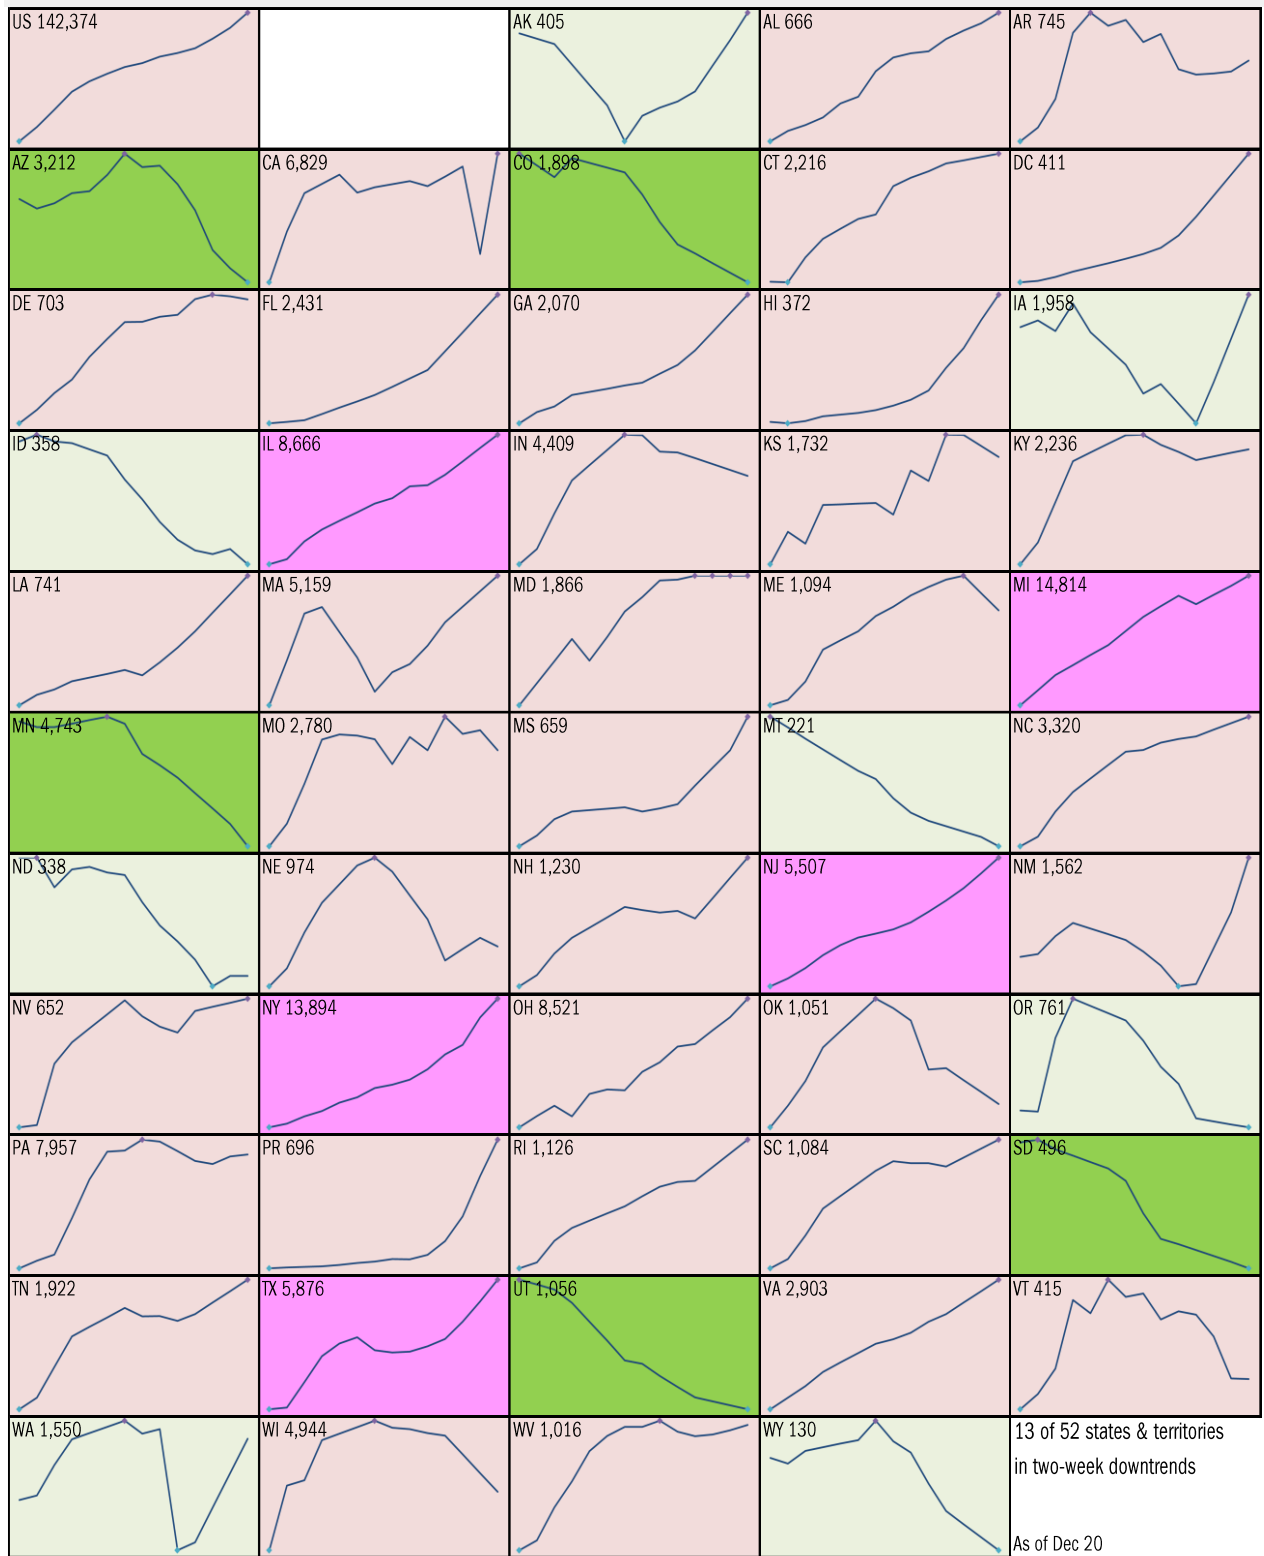 US 142,374
AK 405
AL 666
AR 745
AZ 3,212
CA 6,829
CO 1,898
CT 2,216
DC 411
DE 703
FL 2,431
GA 2,070
HI 372
IA 1,958
ID 358
IL 8,666
IN 4,409
KS 1,732
KY 2,236
LA 741
MA 5,159
MD 1,866
ME 1,094
MI 14,814
MN 4,743
MO 2,780
MS 659
MT 221
NC 3,320
ND 338
NE 974
NH 1,230
NJ 5,507
NM 1,562
NV 652
NY 13,894
OH 8,521
OK 1,051
OR 761
PA 7,957
PR 696
RI 1,126
SC 1,084
SD 496
TN 1,922
TX 5,876
UT 1,056
VA 2,903
VT 415
WA 1,550
WI 4,944
WV 1,016
WY 130
13 of 52 states & territories
in two-week downtrends
As of Dec 20